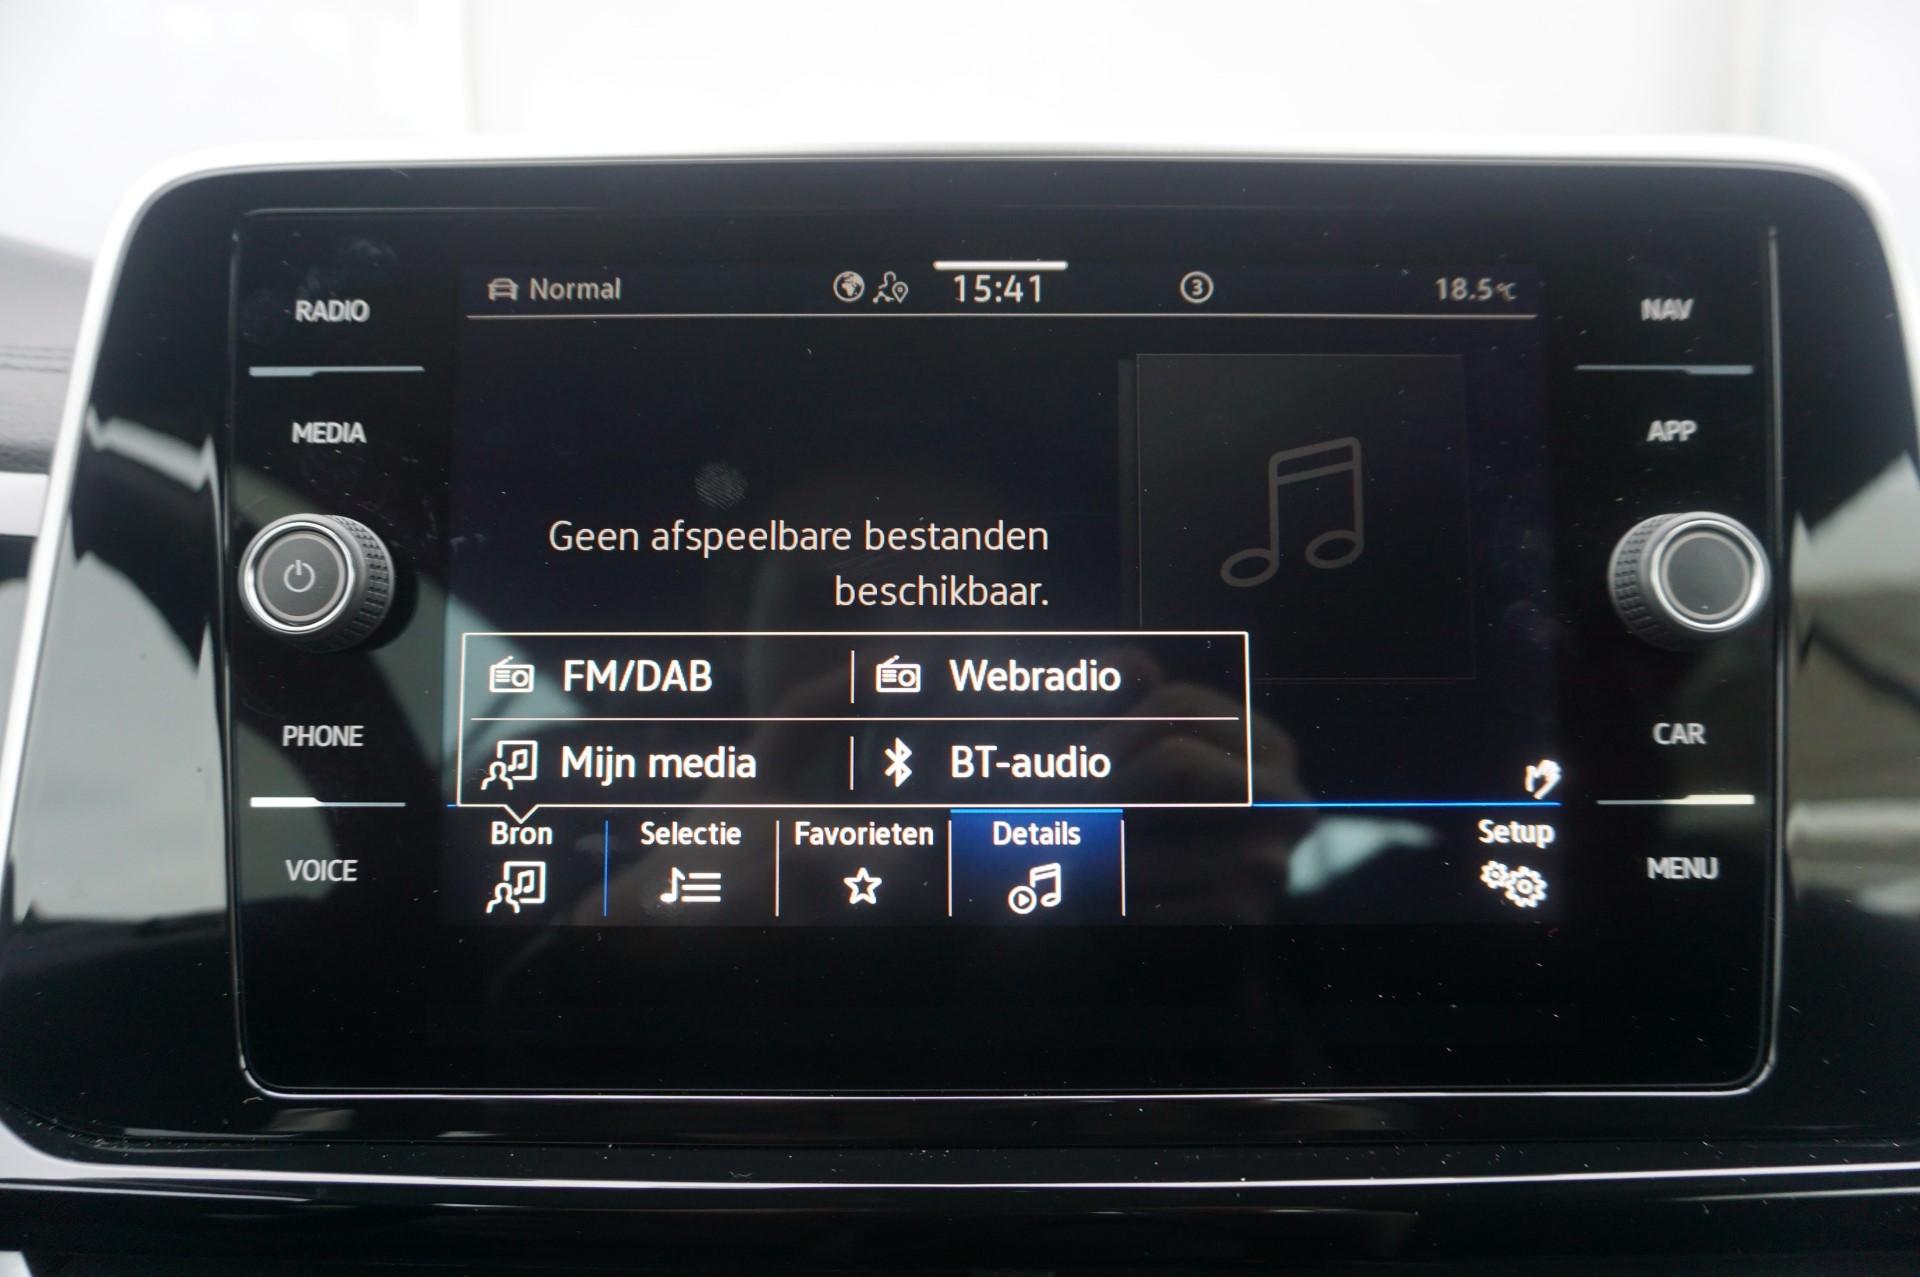 RADIO
MEDIA
PHONE
VOICE
Normal
15:41
3
18.5°C
Geen afspeelbare bestanden
beschikbaar.
FM/DAB
Webradio
Mijn media
BT-audio
Bron
Selectie
Favorieten
Details
Setup
NAV
APP
CAR
MENU